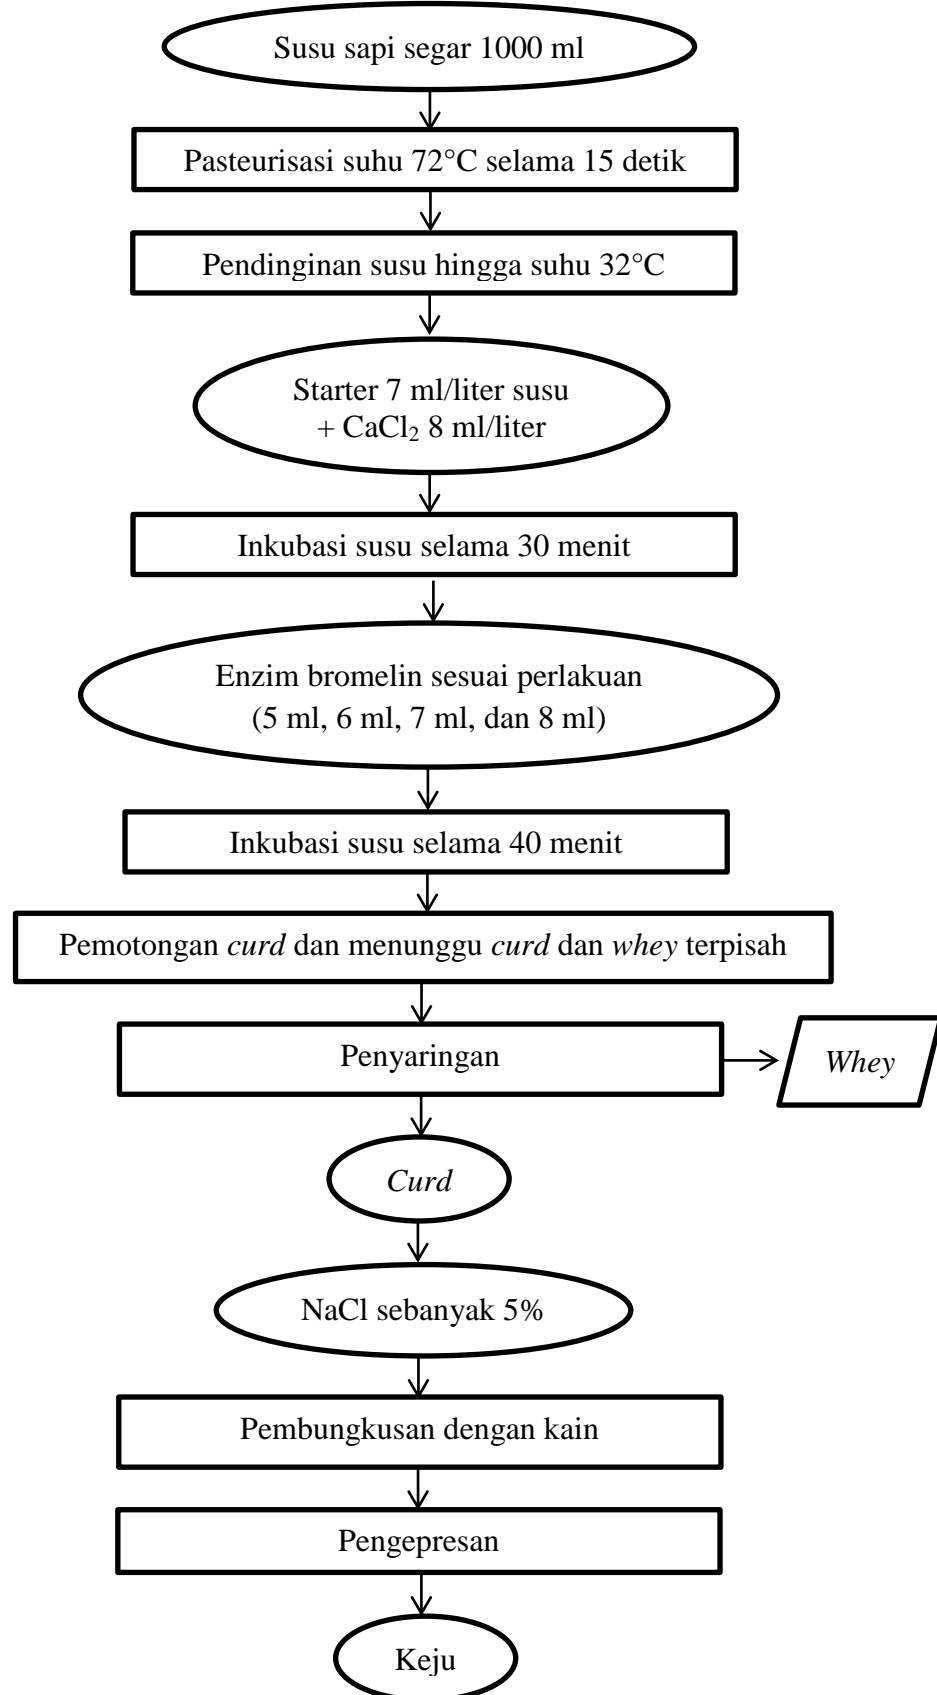 Susu sapi segar 1000 ml
Pasteurisasi suhu 72°C selama 15 detik
Pendinginan susu hingga suhu 32°C
Starter 7 ml/liter susu
+ CaCl₂ 8 ml/liter
Inkubasi susu selama 30 menit
Enzim bromelin sesuai perlakuan
(5 ml, 6 ml, 7 ml, dan 8 ml)
Inkubasi susu selama 40 menit
Pemotongan curd dan menunggu curd dan whey terpisah
Penyaringan
Whey
Curd
NaCl sebanyak 5%
Pembungkusan dengan kain
Pengepresan
Keju